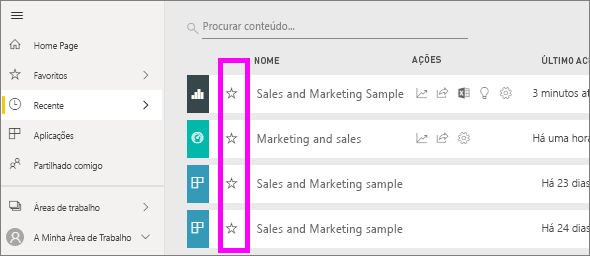 Procurar conteúdo...
Home Page
Favoritos
Recente
Aplicações
Partilhado comigo
Áreas de trabalho
A Minha Área de Trabalho
NOME AÇÕES ÚLTIMO ACE
Sales and Marketing Sample 3 minutos at
Marketing and sales Há uma hora
Sales and Marketing sample Há 23 dias
Sales and Marketing sample Há 24 dias